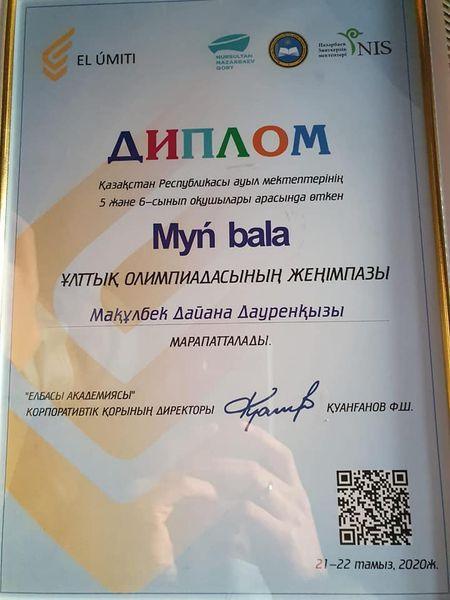 EL ÚMITI
NURSULTAN
NAZARBAEV
QORY
Назарбаев
Зияткерлік
мектептері
NIS
ДИПЛОМ
Қазақстан Республикасы ауыл мектептерінің
5 және 6-сынып оқушылары арасында өткен
Myń bala
ҰЛТТЫҚ ОЛИМПИАДАСЫНЫҢ ЖЕҢІМПАЗЫ
Мақұлбек Дайана Дауренқызы
МАРАПАТТАЛАДЫ.
"ЕЛБАСЫ АКАДЕМИЯСЫ"
КОРПОРАТИВТІК ҚОРЫНЫҢ ДИРЕКТОРЫ
ҚУАНҒАНОВ Ф.Ш.
21-22 тамыз, 2020ж.